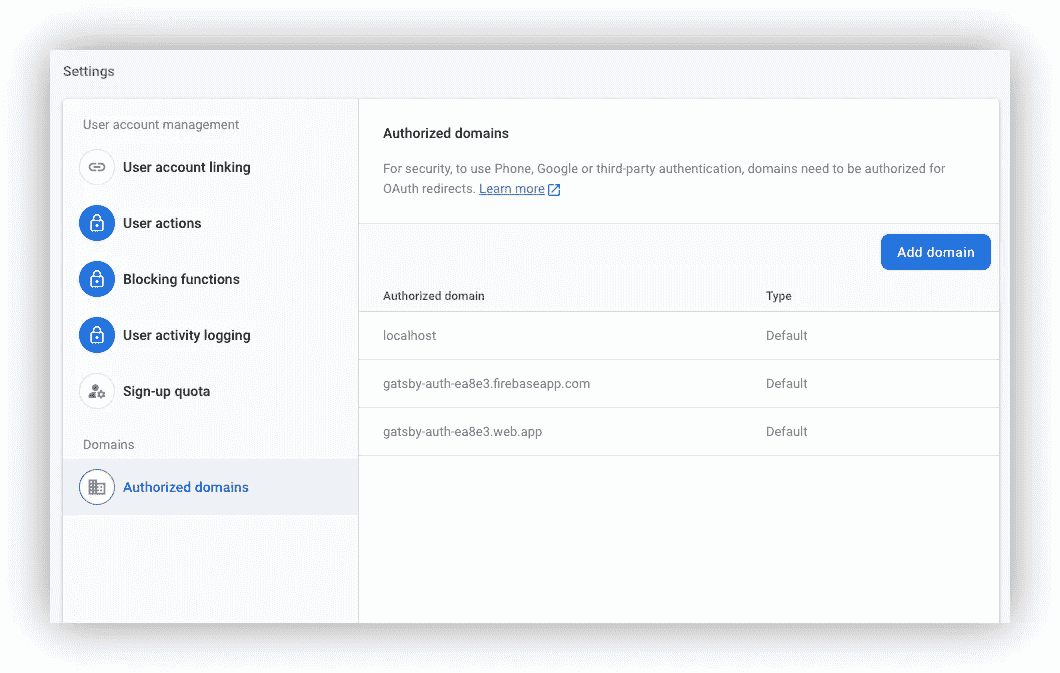 Settings
User account management
User account linking
User actions
Blocking functions
User activity logging
Sign-up quota
Domains
Authorized domains
Authorized domains
For security, to use Phone, Google or third-party authentication, domains need to be authorized for
OAuth redirects. Learn more
Add domain
Authorized domain Type
localhost Default
gatsby-auth-ea8e3.firebaseapp.com Default
gatsby-auth-ea8e3.web.app Default